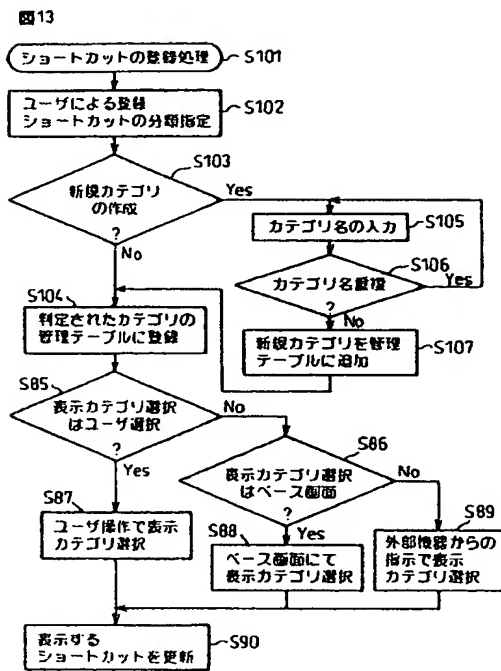 図13
ショートカットの登録処理
S101
ユーザによる登録
ショートカットの分類指定
S102
S103
新規カテゴリ
の作成
?
Yes
No
カテゴリ名の入力
S105
カテゴリ名重複
?
S106
Yes
No
新規カテゴリを管理
テーブルに追加
S107
S104
判定されたカテゴリの
管理テーブルに登録
S85
表示カテゴリ選択
はユーザ選択
?
No
Yes
S86
表示カテゴリ選択
はベース画面
?
No
Yes
S87
ユーザ操作で表示
カテゴリ選択
S88
ベース画面にて
表示カテゴリ選択
S89
外部機器からの
指示で表示
カテゴリ選択
表示する
ショートカットを更新
S90